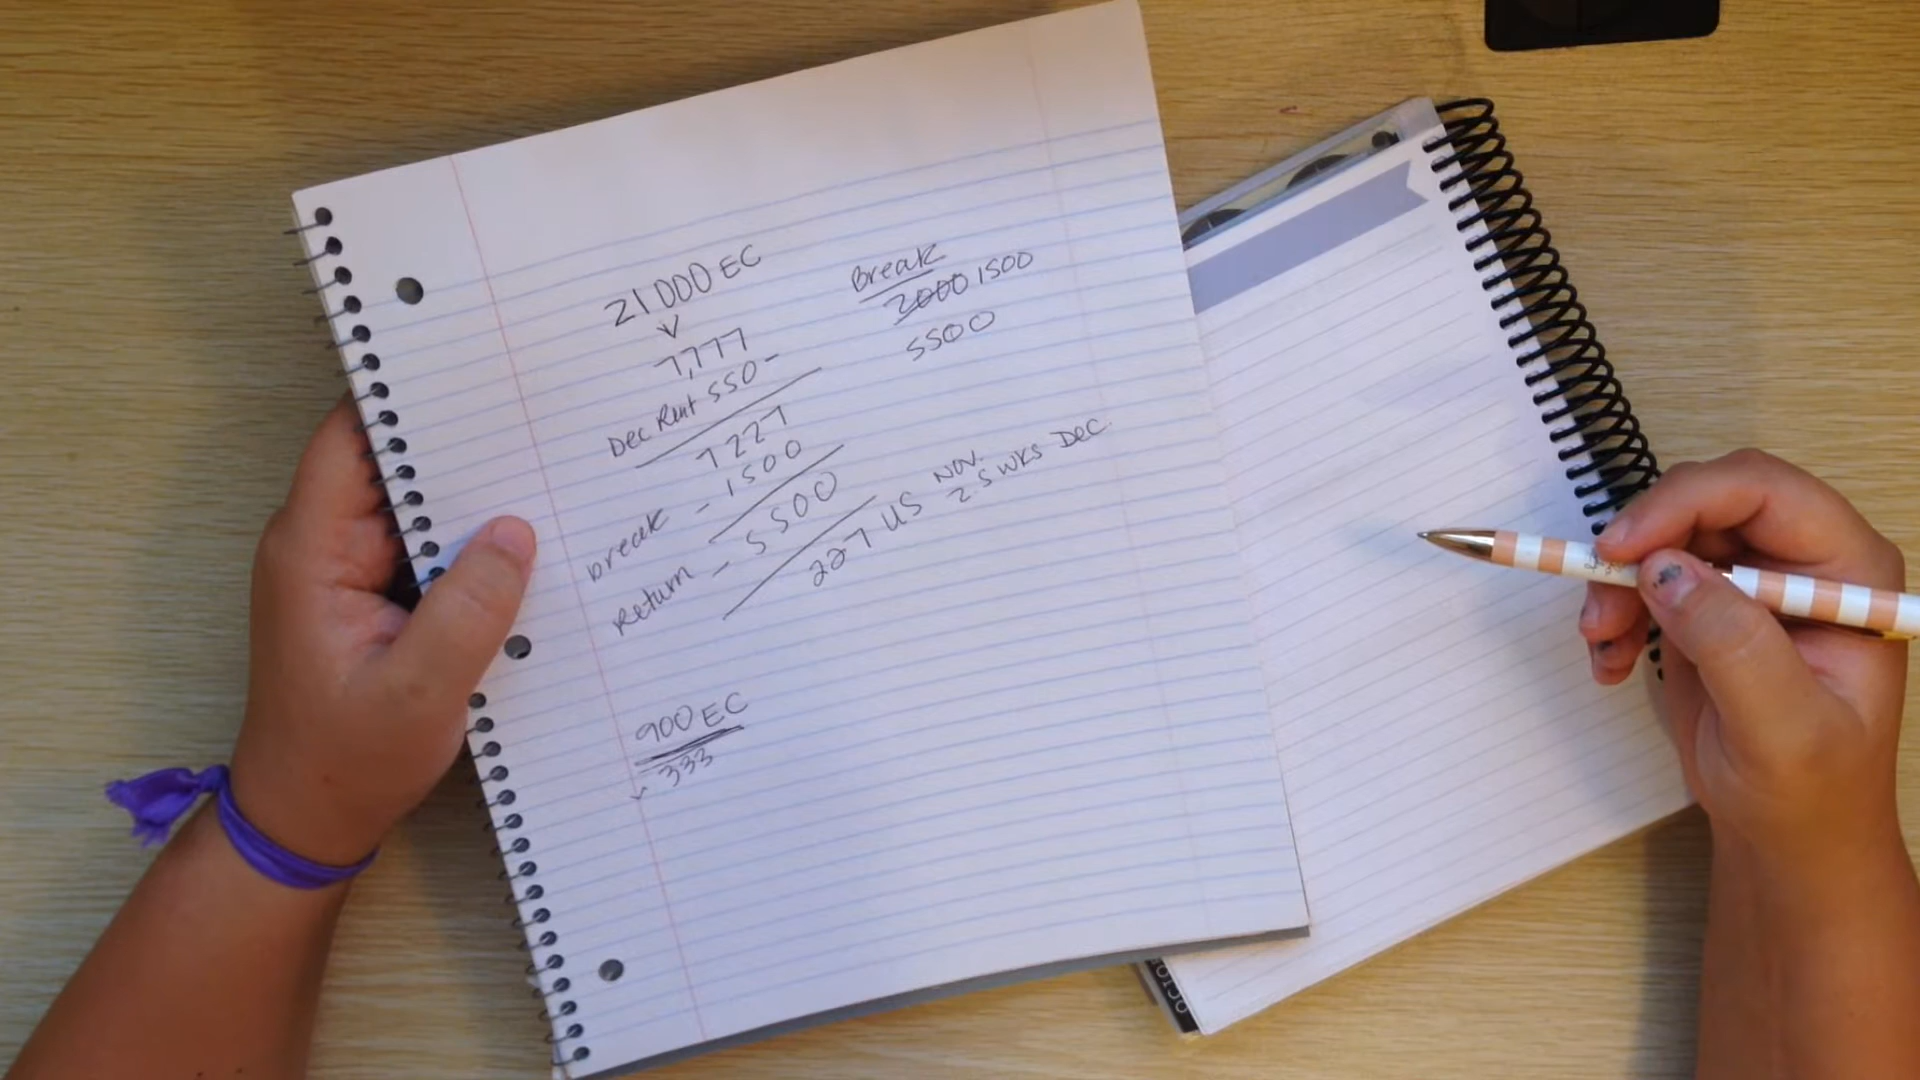 21000 EC
7,777
Dec Rent 550 -
7227
break - 1500
Return - 5500
227 US
Nov.
2.5 WKS Dec.
Break
2000 1500
5500
900 EC
333